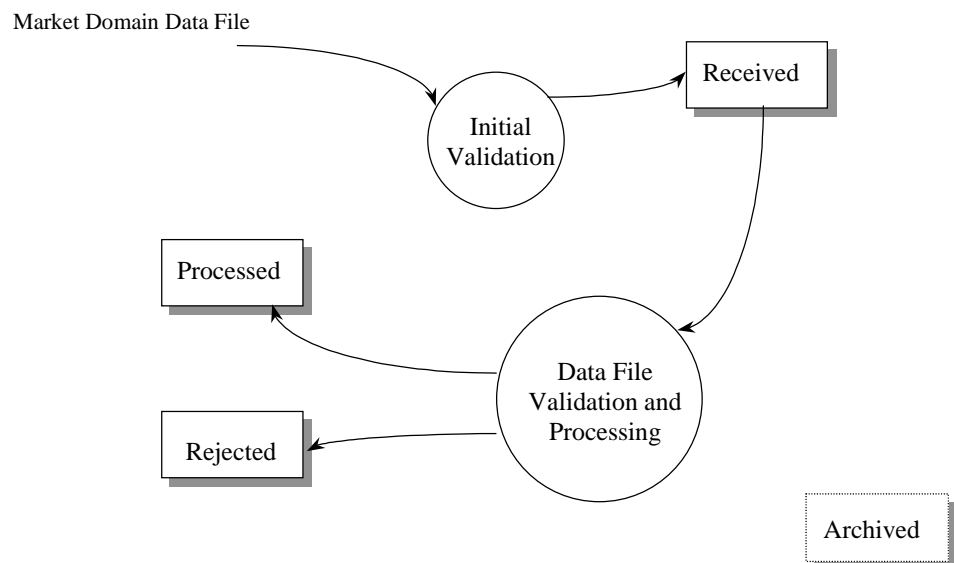 Market Domain Data File
Received
Initial
Validation
Processed
Data File
Validation and
Processing
Rejected
Archived